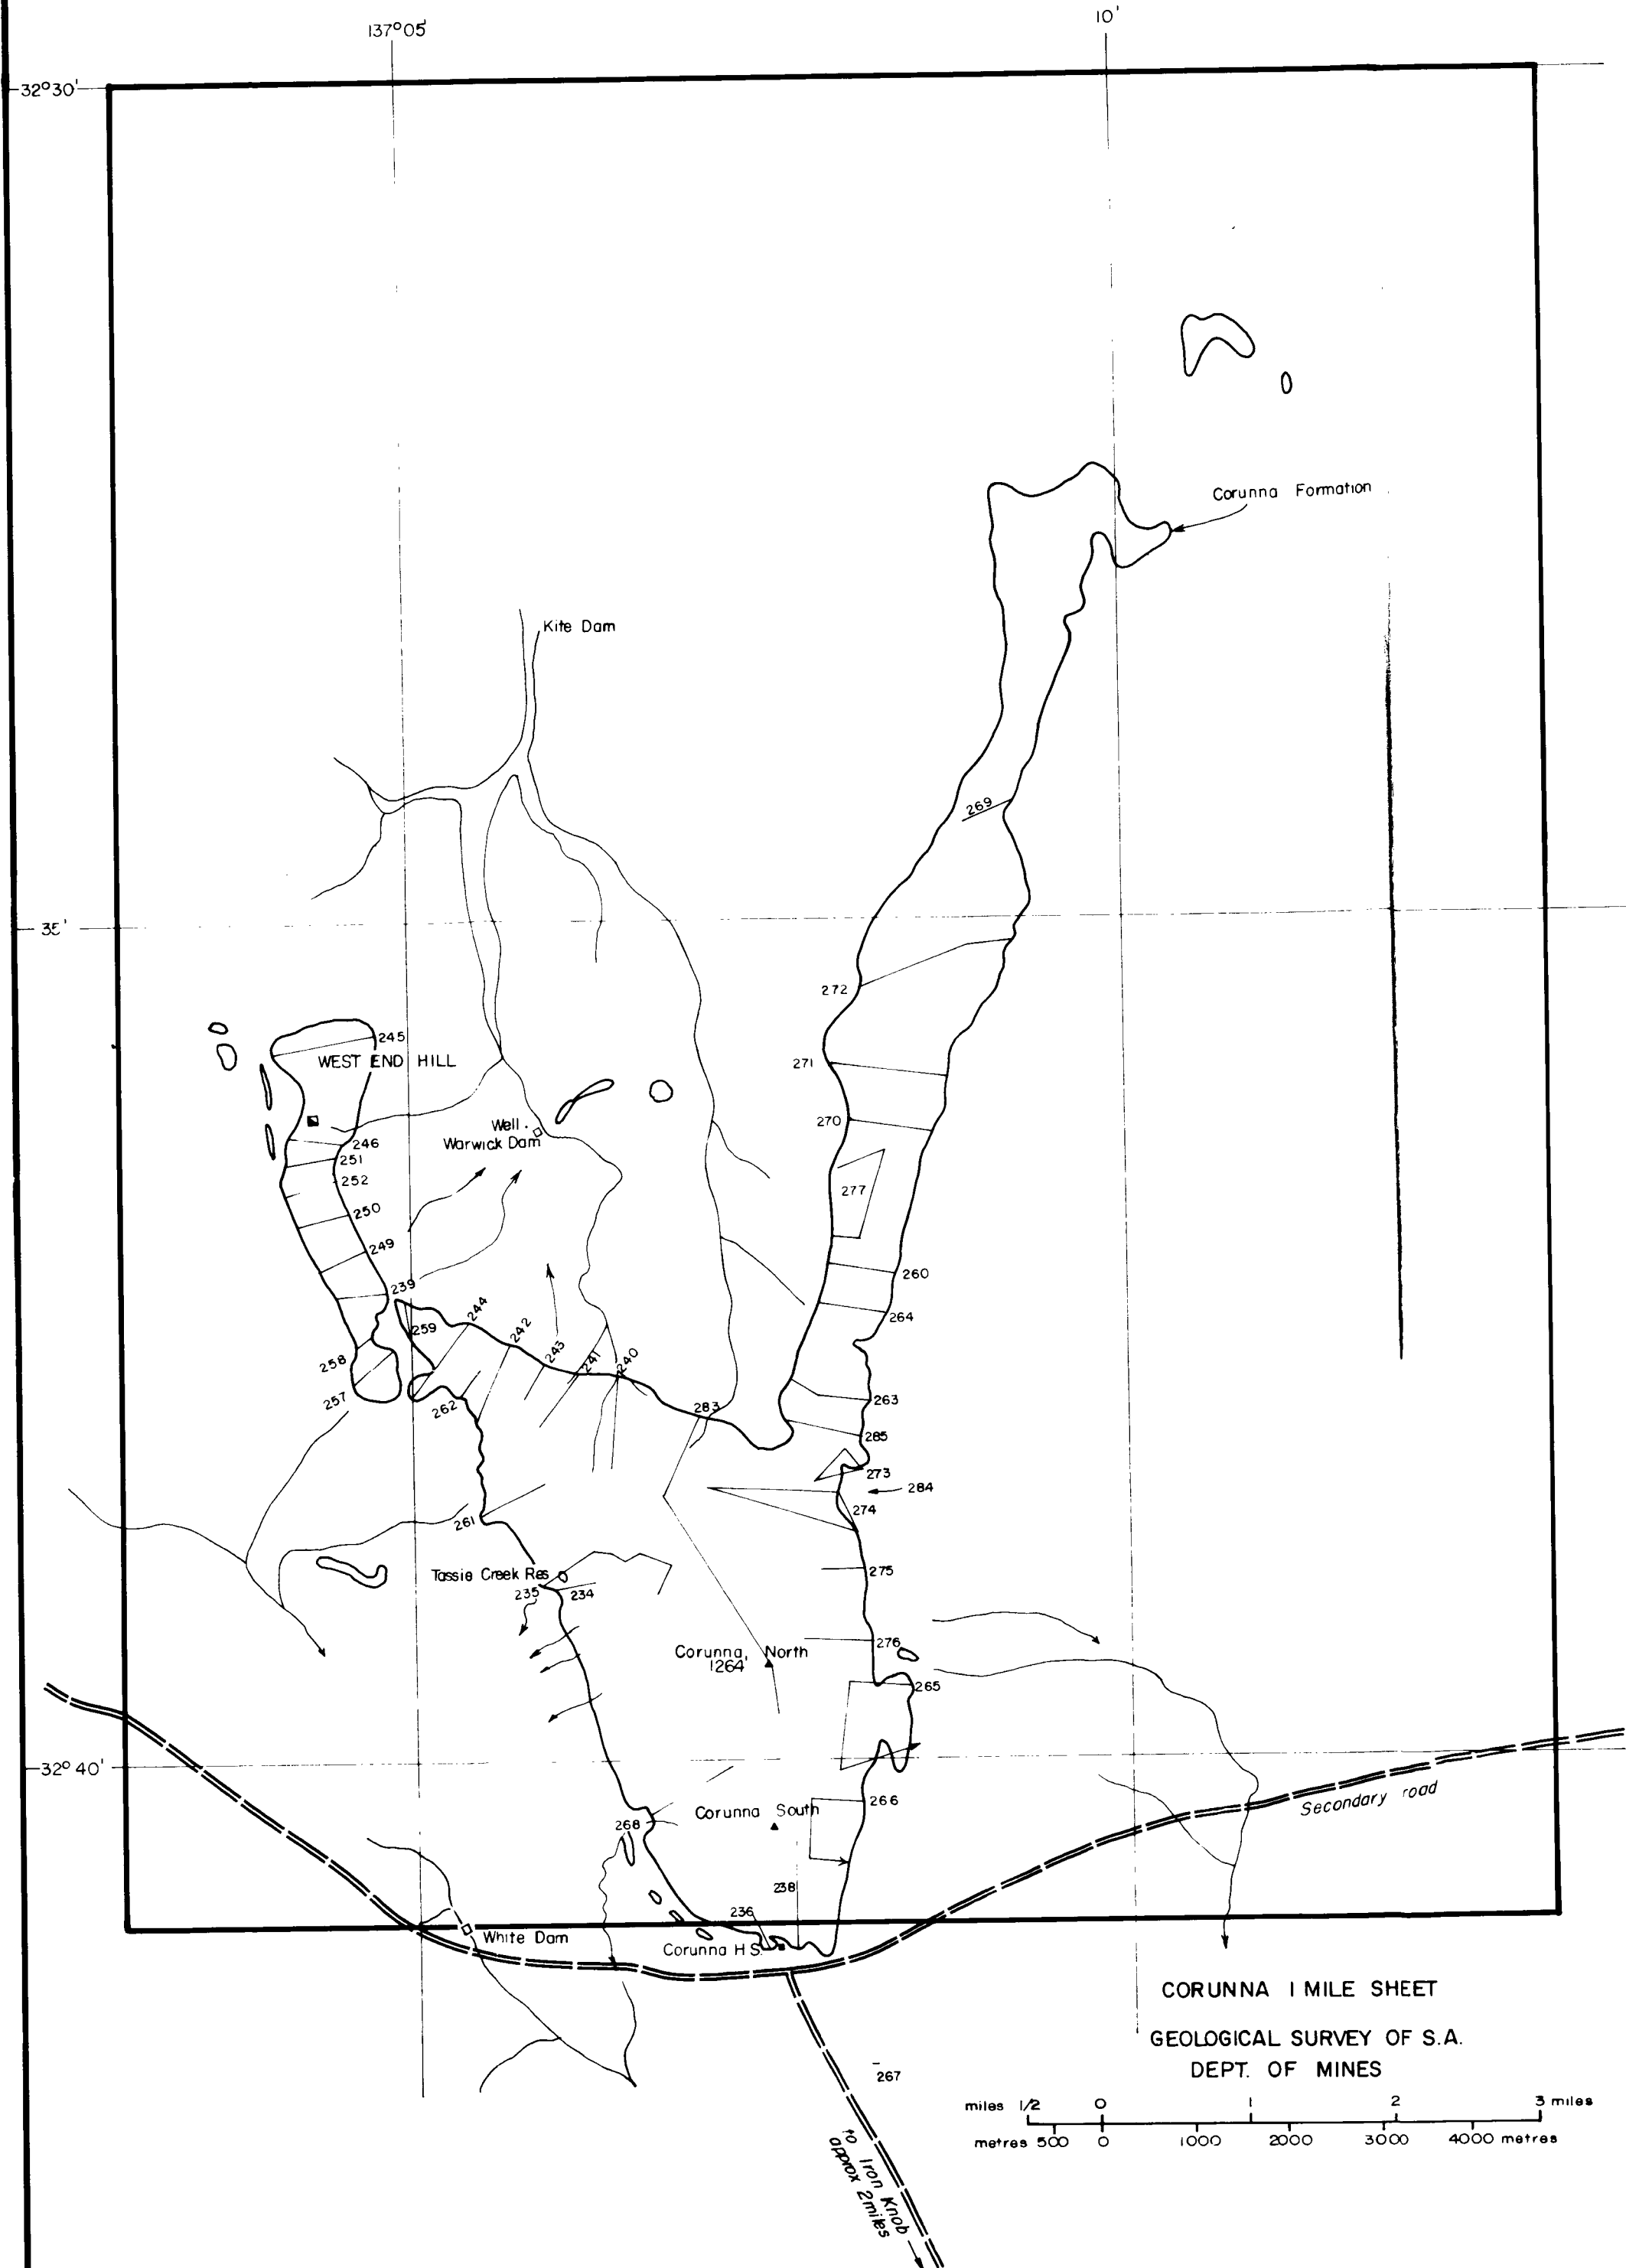 137°05'
10'
32°30'
Corunna Formation
Kite Dam
269
35'
272
245
WEST END HILL
271
270
Well
Warwick Dam
246
251
252
277
250
249
260
239
264
244
259
242
243
241
240
258
257
262
263
283
285
273
284
274
261
275
Tassie Creek Res
235
234
276
Corunna North
1264
265
32°40'
266
Corunna South
268
Secondary road
238
236
White Dam
Corunna H S.
CORUNNA 1 MILE SHEET
GEOLOGICAL SURVEY OF S.A.
DEPT. OF MINES
267
miles 1/2 0 1 2 3 miles
metres 500 0 1000 2000 3000 4000 metres
to Iron Knob
approx 2miles